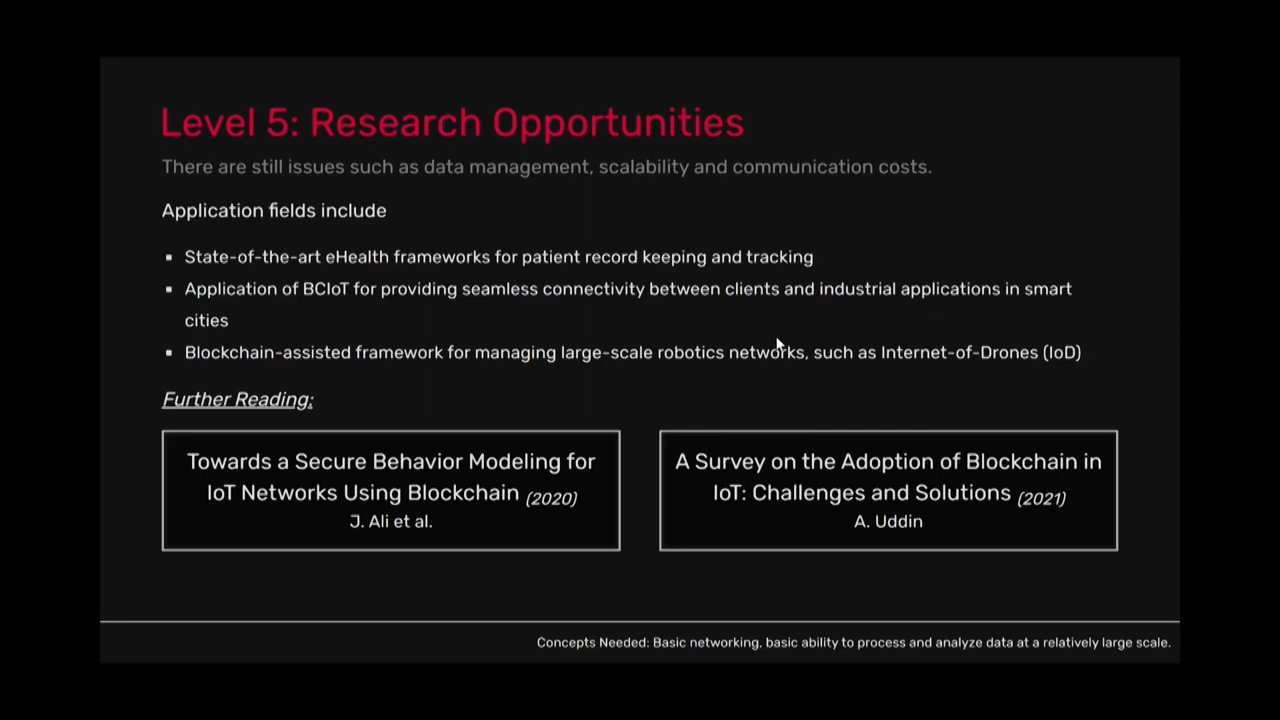 Level 5: Research Opportunities
There are still issues such as data management, scalability and communication costs.
Application fields include
▪ State-of-the-art eHealth frameworks for patient record keeping and tracking
▪ Application of BCIoT for providing seamless connectivity between clients and industrial applications in smart
cities
▪ Blockchain-assisted framework for managing large-scale robotics networks, such as Internet-of-Drones (IoD)
Further Reading:
Towards a Secure Behavior Modeling for
IoT Networks Using Blockchain (2020)
J. Ali et al.
A Survey on the Adoption of Blockchain in
IoT: Challenges and Solutions (2021)
A. Uddin
Concepts Needed: Basic networking, basic ability to process and analyze data at a relatively large scale.